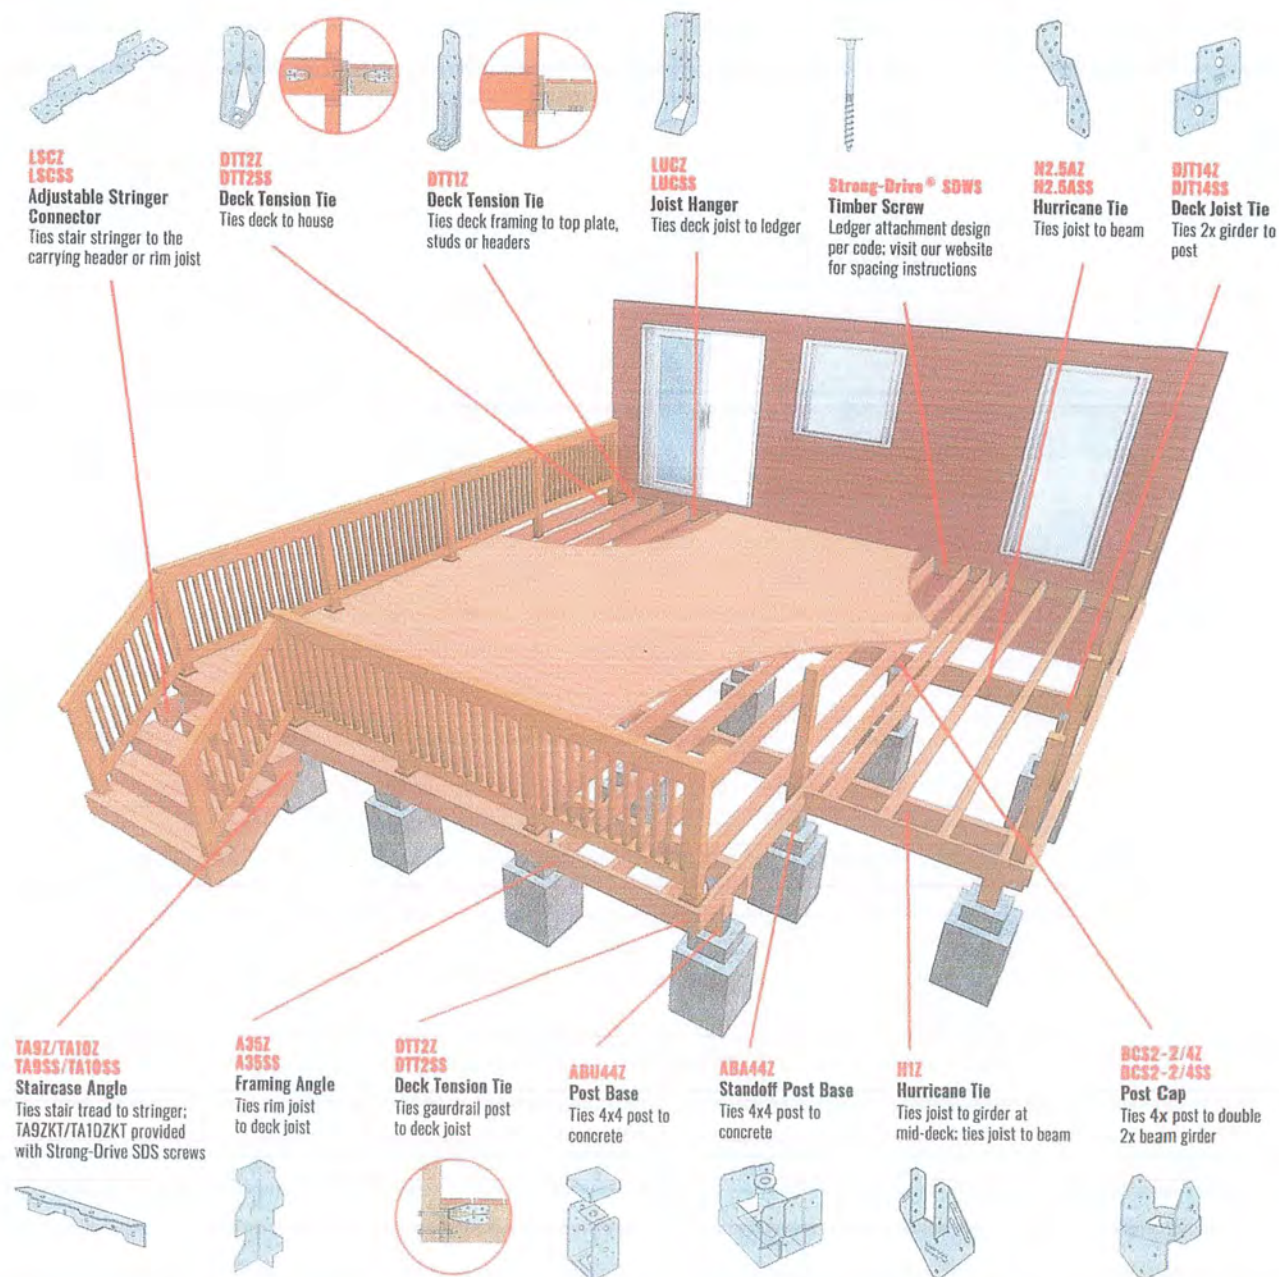 LSCZ
LSCSS
Adjustable Stringer
Connector
Ties stair stringer to the
carrying header or rim joist
DTT2Z
DTT2SS
Deck Tension Tie
Ties deck to house
DTT1Z
Deck Tension Tie
Ties deck framing to top plate,
studs or headers
LUCZ
LUCSS
Joist Hanger
Ties deck joist to ledger
Strong-Drive® SDWS
Timber Screw
Ledger attachment design
per code; visit our website
for spacing instructions
H2.5AZ
H2.5ASS
Hurricane Tie
Ties joist to beam
DJT14Z
DJT14SS
Deck Joist Tie
Ties 2x girder to
post
TA9Z/TA10Z
TA9SS/TA10SS
Staircase Angle
Ties stair tread to stringer;
TA9ZKT/TA10ZKT provided
with Strong-Drive SDS screws
A35Z
A35SS
Framing Angle
Ties rim joist
to deck joist
DTT2Z
DTT2SS
Deck Tension Tie
Ties gaurdrail post
to deck joist
ABU44Z
Post Base
Ties 4x4 post to
concrete
ABA44Z
Standoff Post Base
Ties 4x4 post to
concrete
H1Z
Hurricane Tie
Ties joist to girder at
mid-deck; ties joist to beam
BCS2-2/4Z
BCS2-2/4SS
Post Cap
Ties 4x post to double
2x beam girder